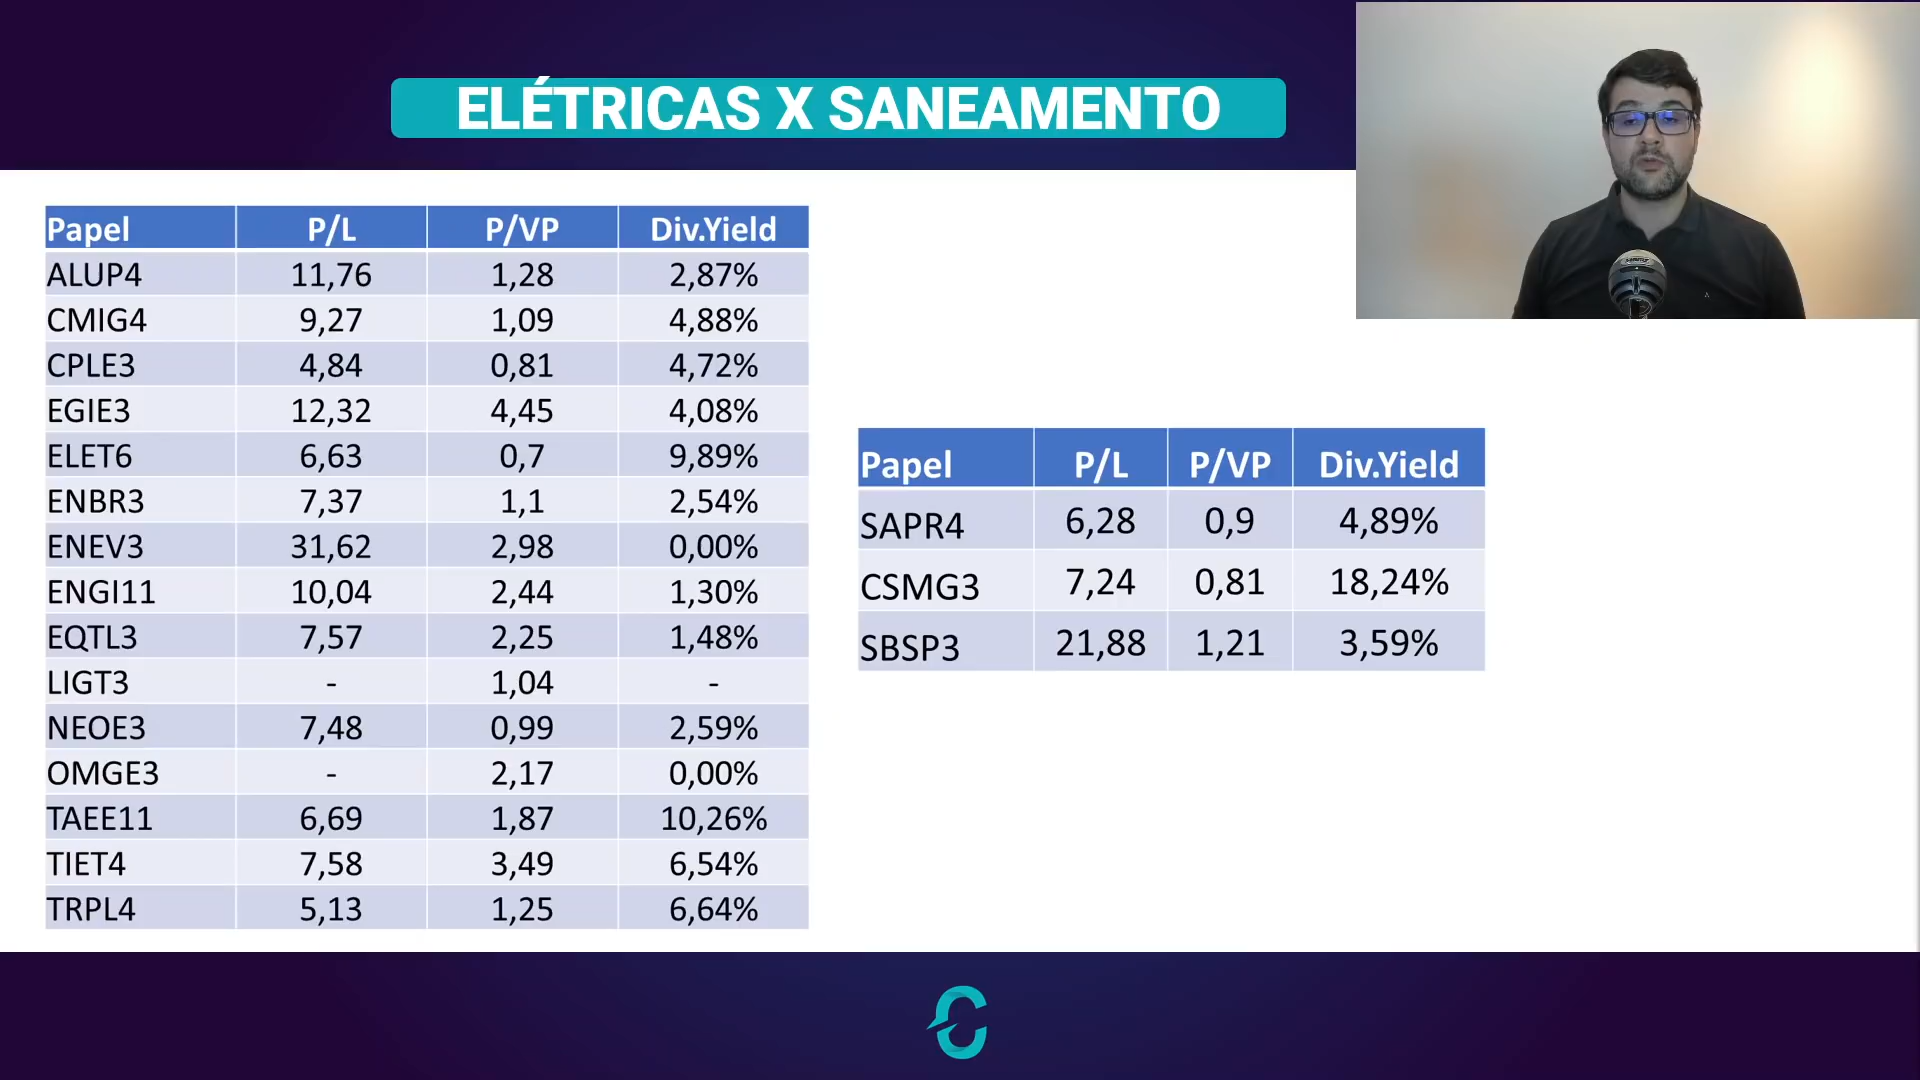 ELÉTRICAS X SANEAMENTO
Papel P/L P/VP Div.Yield
ALUP4 11,76 1,28 2,87%
CMIG4 9,27 1,09 4,88%
CPLE3 4,84 0,81 4,72%
EGIE3 12,32 4,45 4,08%
ELET6 6,63 0,7 9,89%
ENBR3 7,37 1,1 2,54%
ENEV3 31,62 2,98 0,00%
ENGI11 10,04 2,44 1,30%
EQTL3 7,57 2,25 1,48%
LIGT3 - 1,04 -
NEOE3 7,48 0,99 2,59%
OMGE3 - 2,17 0,00%
TAEE11 6,69 1,87 10,26%
TIET4 7,58 3,49 6,54%
TRPL4 5,13 1,25 6,64%
Papel P/L P/VP Div.Yield
SAPR4 6,28 0,9 4,89%
CSMG3 7,24 0,81 18,24%
SBSP3 21,88 1,21 3,59%